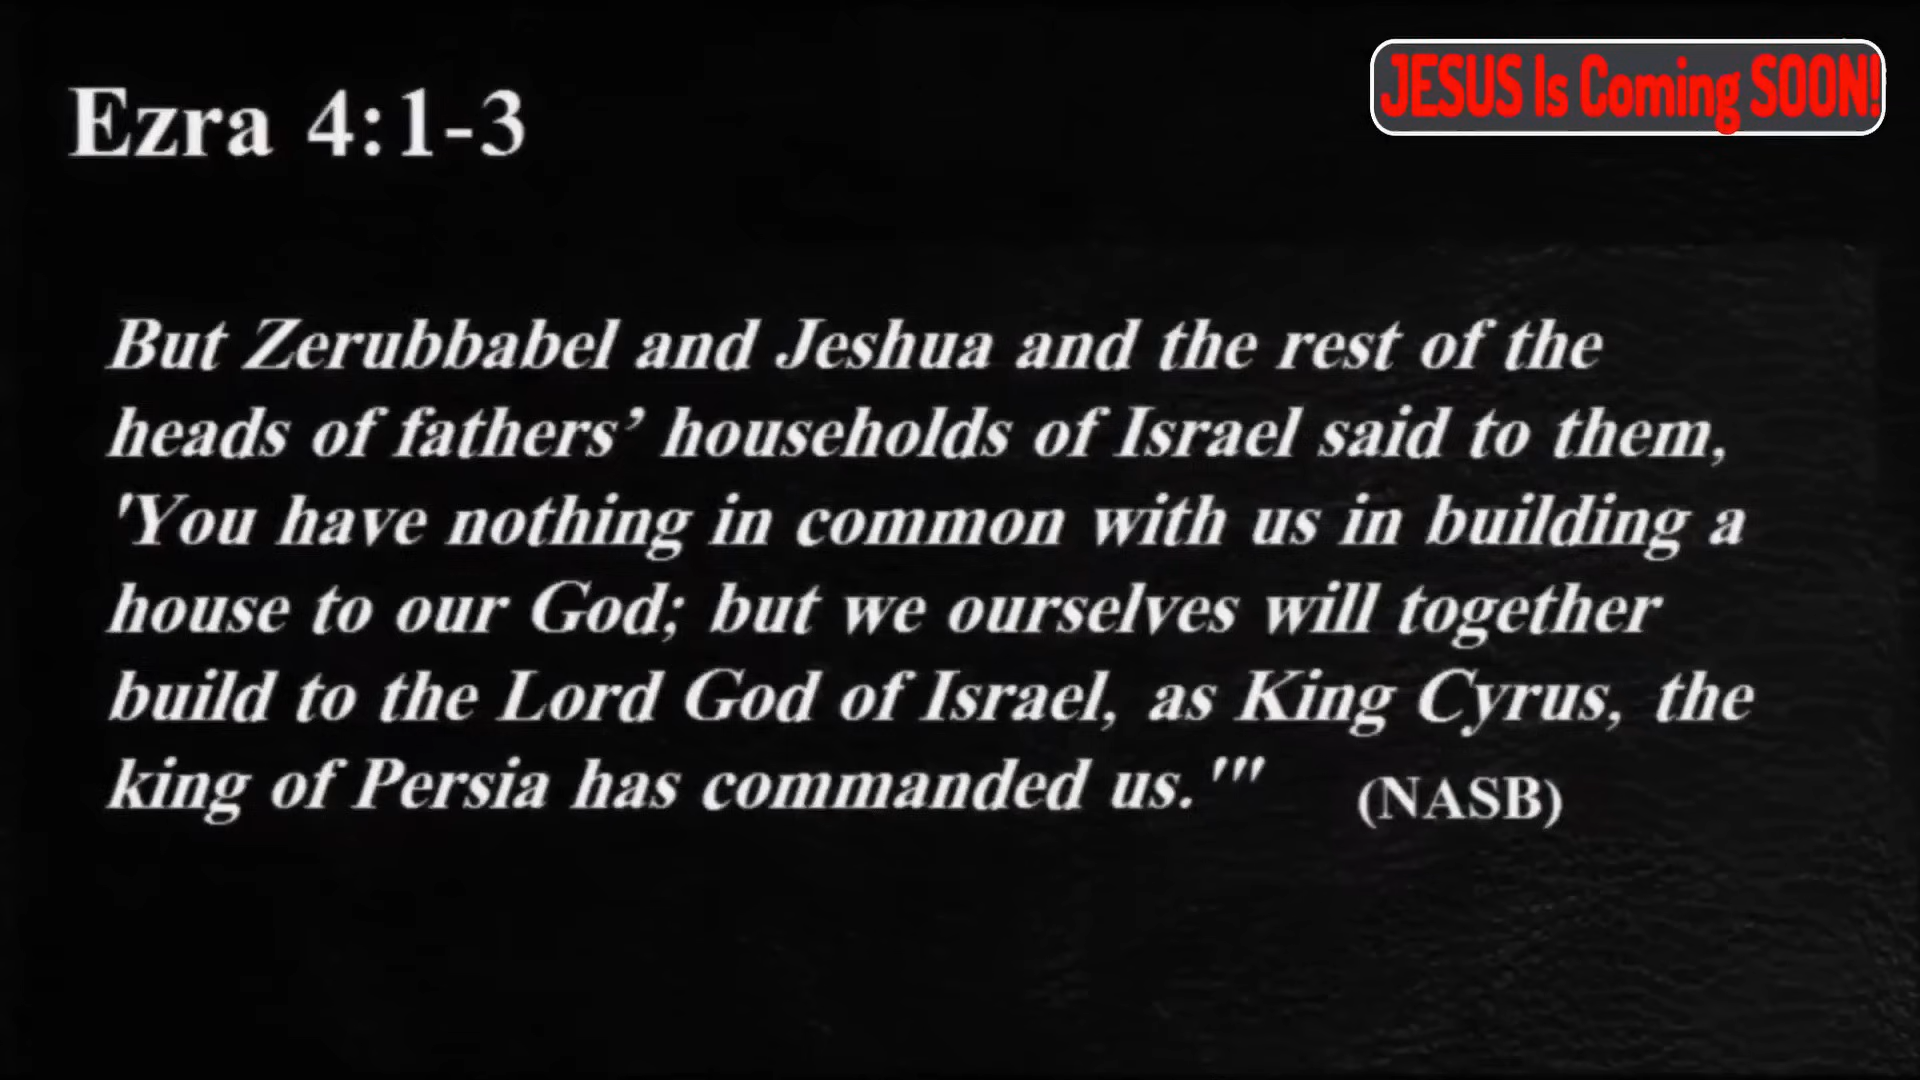 JESUS Is Coming SOON!
Ezra 4:1-3
But Zerubbabel and Jeshua and the rest of the
heads of fathers’ households of Israel said to them,
'You have nothing in common with us in building a
house to our God; but we ourselves will together
build to the Lord God of Israel, as King Cyrus, the
king of Persia has commanded us.'" (NASB)